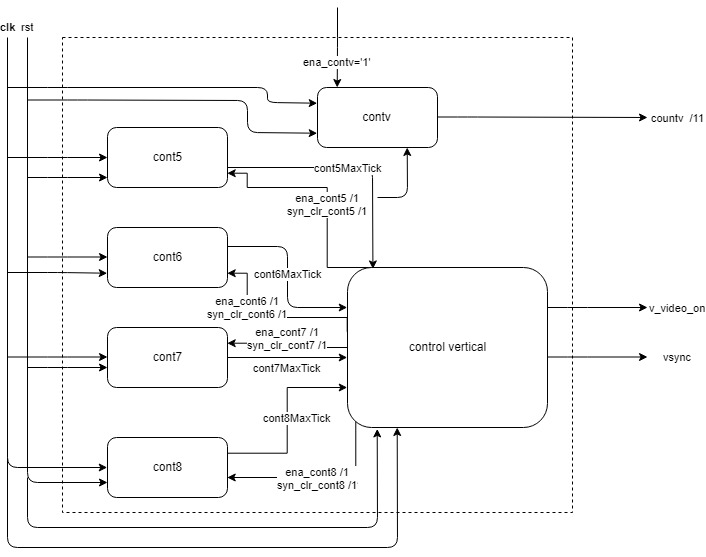 clk rst
ena_contv='1'
contv
countv /11
cont5
cont5MaxTick
ena_cont5 /1
syn_clr_cont5 /1
cont6
cont6MaxTick
ena_cont6 /1
syn_clr_cont6 /1
v_video_on
ena_cont7 /1
syn_clr_cont7 /1
cont7
control vertical
vsync
cont7MaxTick
cont8MaxTick
cont8
ena_cont8 /1
syn_clr_cont8 /1